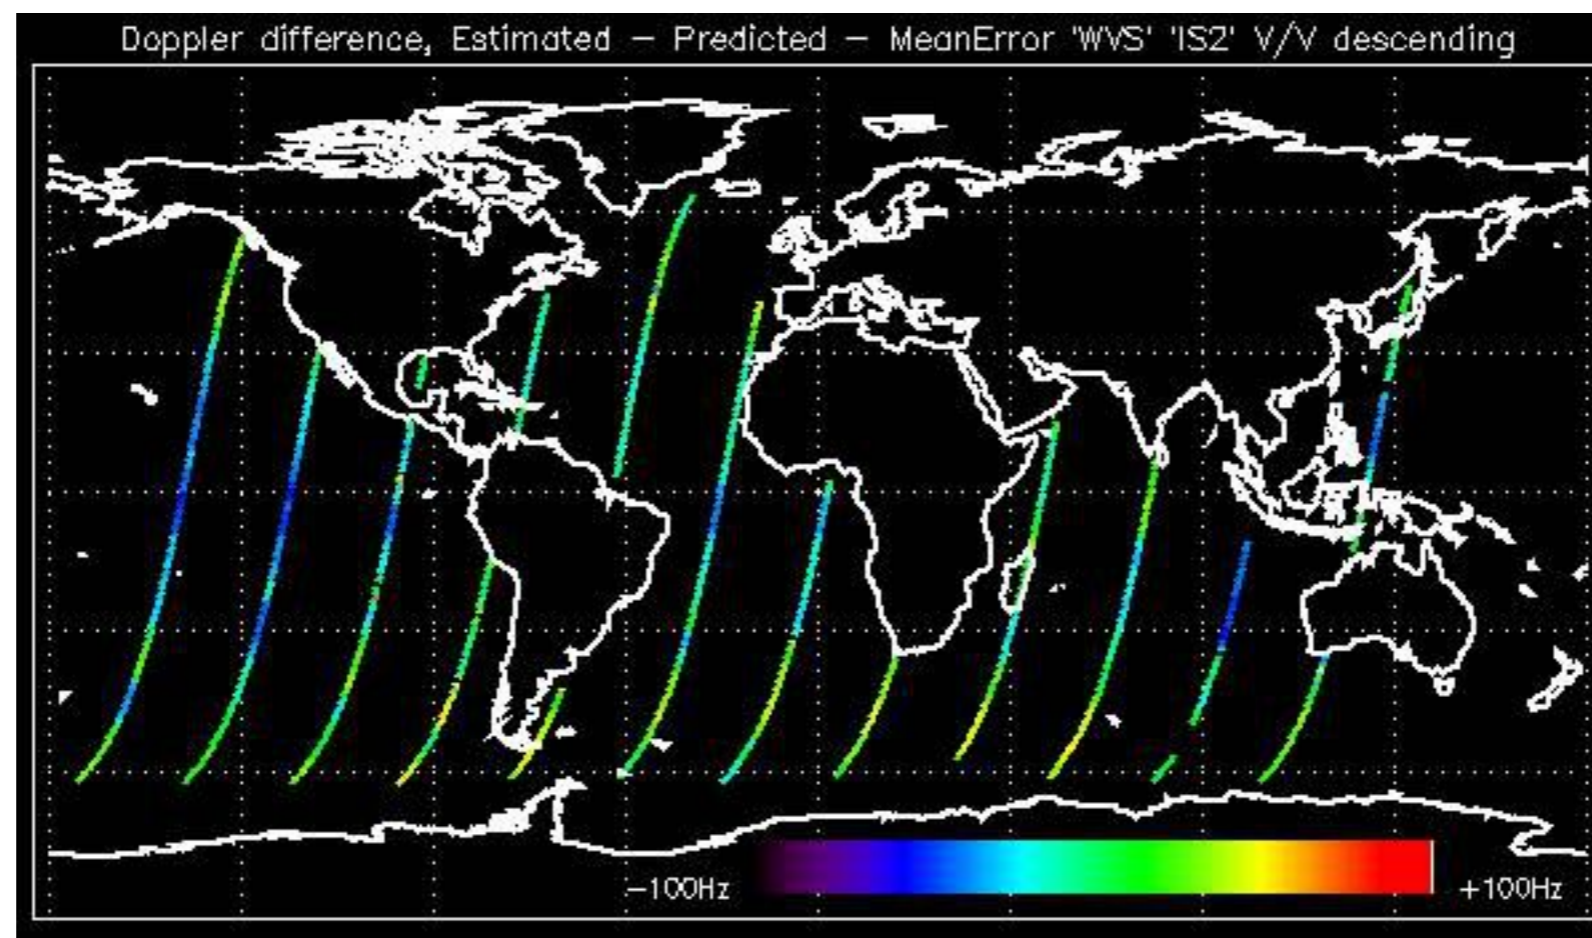 Doppler difference, Estimated – Predicted – MeanError 'WVS' 'IS2' V/V descending
–100Hz
+100Hz